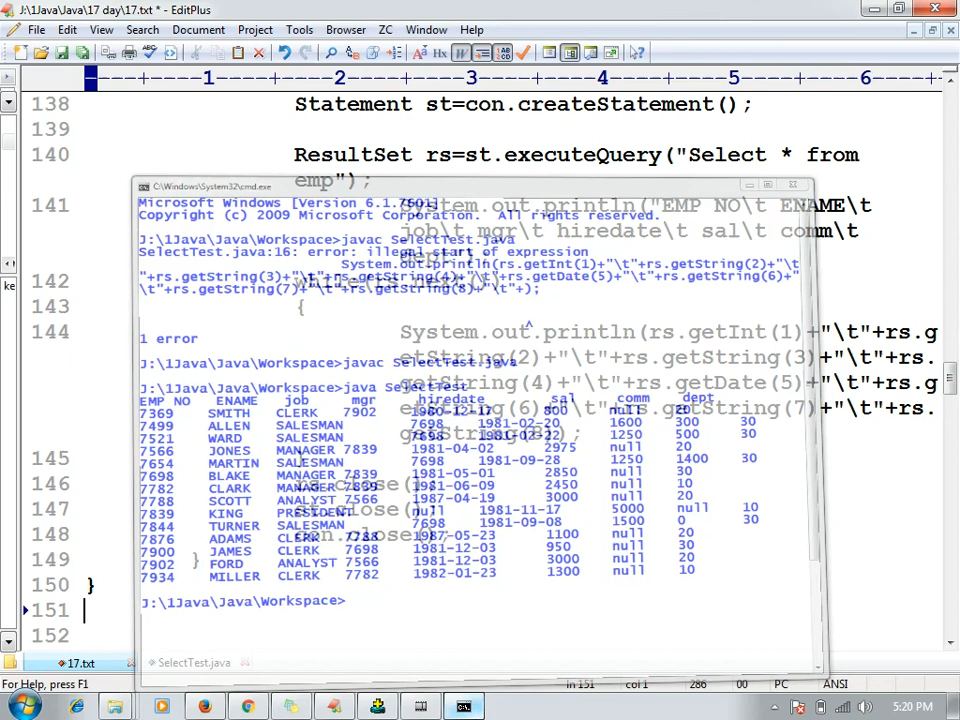 J:\1Java\Java\17 day\17.txt * - EditPlus
File Edit View Search Document Project Tools Browser ZC Window Help
----+----1----+----2----+----3----+----4----+----5----+----6--
138 Statement st=con.createStatement();
139
140 ResultSet rs=st.executeQuery("Select * from
emp");
141 System.out.println("EMP NO\t ENAME\t
job\t mgr\t hiredate\t sal\t comm\t
dept");
142 while(rs.next())
143 {
144 System.out.println(rs.getInt(1)+"\t"+rs.g
etString(2)+"\t"+rs.getString(3)+"\t"+rs.
getString(4)+"\t"+rs.getDate(5)+"\t"+rs.g
etString(6)+"\t"+rs.getString(7)+"\t"+rs.
getString(8));
145 }
146 rs.close();
147 st.close();
148 con.close();
149 }
150 }
151
152
C:\Windows\System32\cmd.exe
Microsoft Windows [Version 6.1.7601]
Copyright (c) 2009 Microsoft Corporation. All rights reserved.
J:\1Java\Java\Workspace>javac SelectTest.java
SelectTest.java:16: error: illegal start of expression
System.out.println(rs.getInt(1)+"\t"+rs.getString(2)+"\t
"+rs.getString(3)+"\t"+rs.getString(4)+"\t"+rs.getDate(5)+"\t"+rs.getString(6)+"
\t"+rs.getString(7)+"\t"+rs.getString(8)+"\t"+);
^
1 error
J:\1Java\Java\Workspace>javac SelectTest.java
J:\1Java\Java\Workspace>java SelectTest
EMP NO ENAME job mgr hiredate sal comm dept
7369 SMITH CLERK 7902 1980-12-17 800 null 20
7499 ALLEN SALESMAN 7698 1981-02-20 1600 300 30
7521 WARD SALESMAN 7698 1981-02-22 1250 500 30
7566 JONES MANAGER 7839 1981-04-02 2975 null 20
7654 MARTIN SALESMAN 7698 1981-09-28 1250 1400 30
7698 BLAKE MANAGER 7839 1981-05-01 2850 null 30
7782 CLARK MANAGER 7839 1981-06-09 2450 null 10
7788 SCOTT ANALYST 7566 1987-04-19 3000 null 20
7839 KING PRESIDENT null 1981-11-17 5000 null 10
7844 TURNER SALESMAN 7698 1981-09-08 1500 0 30
7876 ADAMS CLERK 7788 1987-05-23 1100 null 20
7900 JAMES CLERK 7698 1981-12-03 950 null 30
7902 FORD ANALYST 7566 1981-12-03 3000 null 20
7934 MILLER CLERK 7782 1982-01-23 1300 null 10
J:\1Java\Java\Workspace>
ke
17.txt SelectTest.java
For Help, press F1 ln 151 col 1 286 00 PC ANSI
5:20 PM